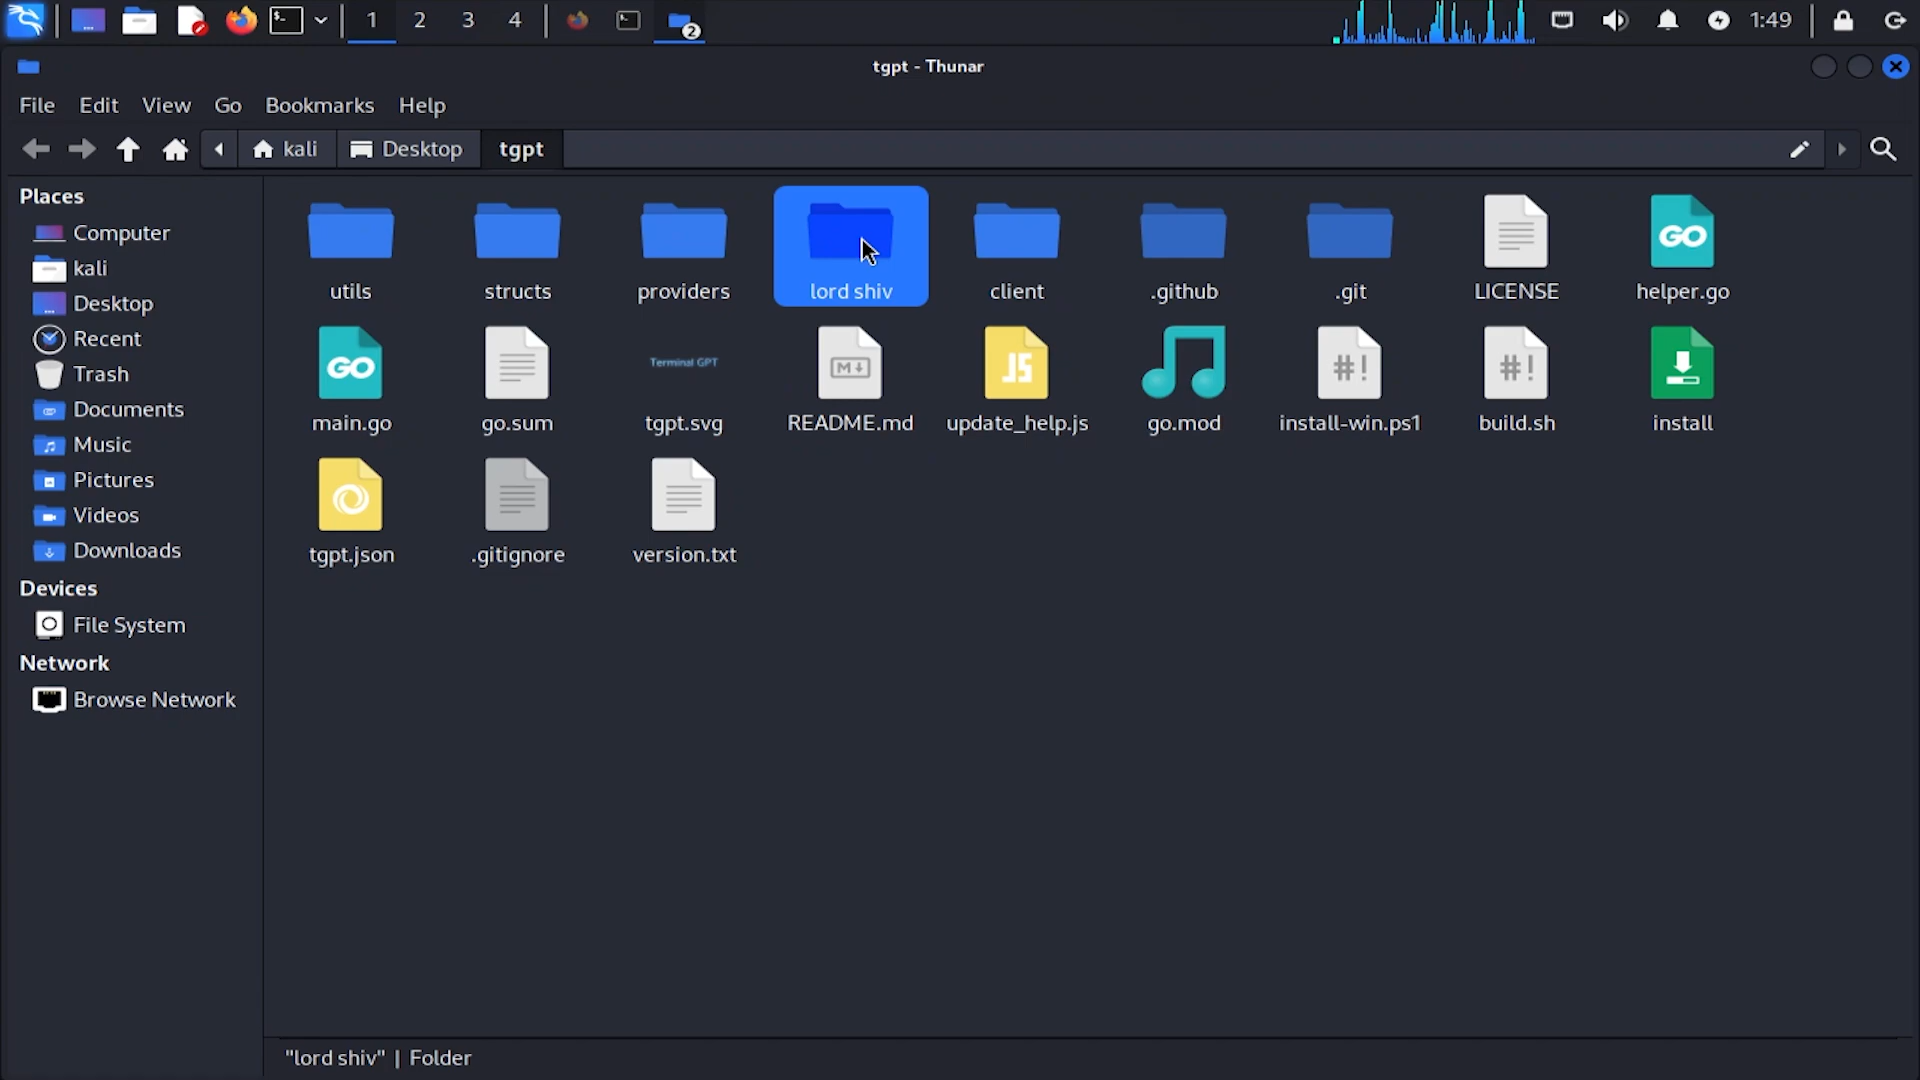 1 2 3 4 2 1:49
tgpt - Thunar
File Edit View Go Bookmarks Help
kali Desktop tgpt
Places
Computer
kali
Desktop
Recent
Trash
Documents
Music
Pictures
Videos
Downloads
Devices
File System
Network
Browse Network
utils structs providers lord shiv client .github .git LICENSE helper.go
GO
GO
Terminal GPT
M
JS
#!
#!
main.go go.sum tgpt.svg README.md update_help.js go.mod install-win.ps1 build.sh install
tgpt.json .gitignore version.txt
"lord shiv" | Folder